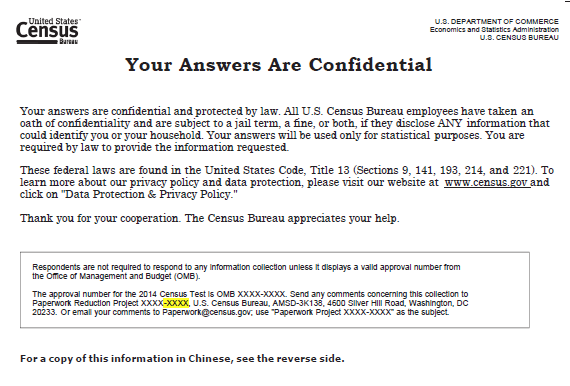 United States®
Census
Bureau
U.S. DEPARTMENT OF COMMERCE
Economics and Statistics Administration
U.S. CENSUS BUREAU
Your Answers Are Confidential
Your answers are confidential and protected by law. All U.S. Census Bureau employees have taken an
oath of confidentiality and are subject to a jail term, a fine, or both, if they disclose ANY information that
could identify you or your household. Your answers will be used only for statistical purposes. You are
required by law to provide the information requested.
These federal laws are found in the United States Code, Title 13 (Sections 9, 141, 193, 214, and 221). To
learn more about our privacy policy and data protection, please visit our website at www.census.gov and
click on "Data Protection & Privacy Policy."
Thank you for your cooperation. The Census Bureau appreciates your help.
Respondents are not required to respond to any information collection unless it displays a valid approval number from
the Office of Management and Budget (OMB).
The approval number for the 2014 Census Test is OMB XXXX-XXXX. Send any comments concerning this collection to
Paperwork Reduction Project XXXX-XXXX, U.S. Census Bureau, AMSD-3K138, 4600 Silver Hill Road, Washington, DC
20233. Or email your comments to Paperwork@census.gov; use "Paperwork Project XXXX-XXXX" as the subject.
For a copy of this information in Chinese, see the reverse side.